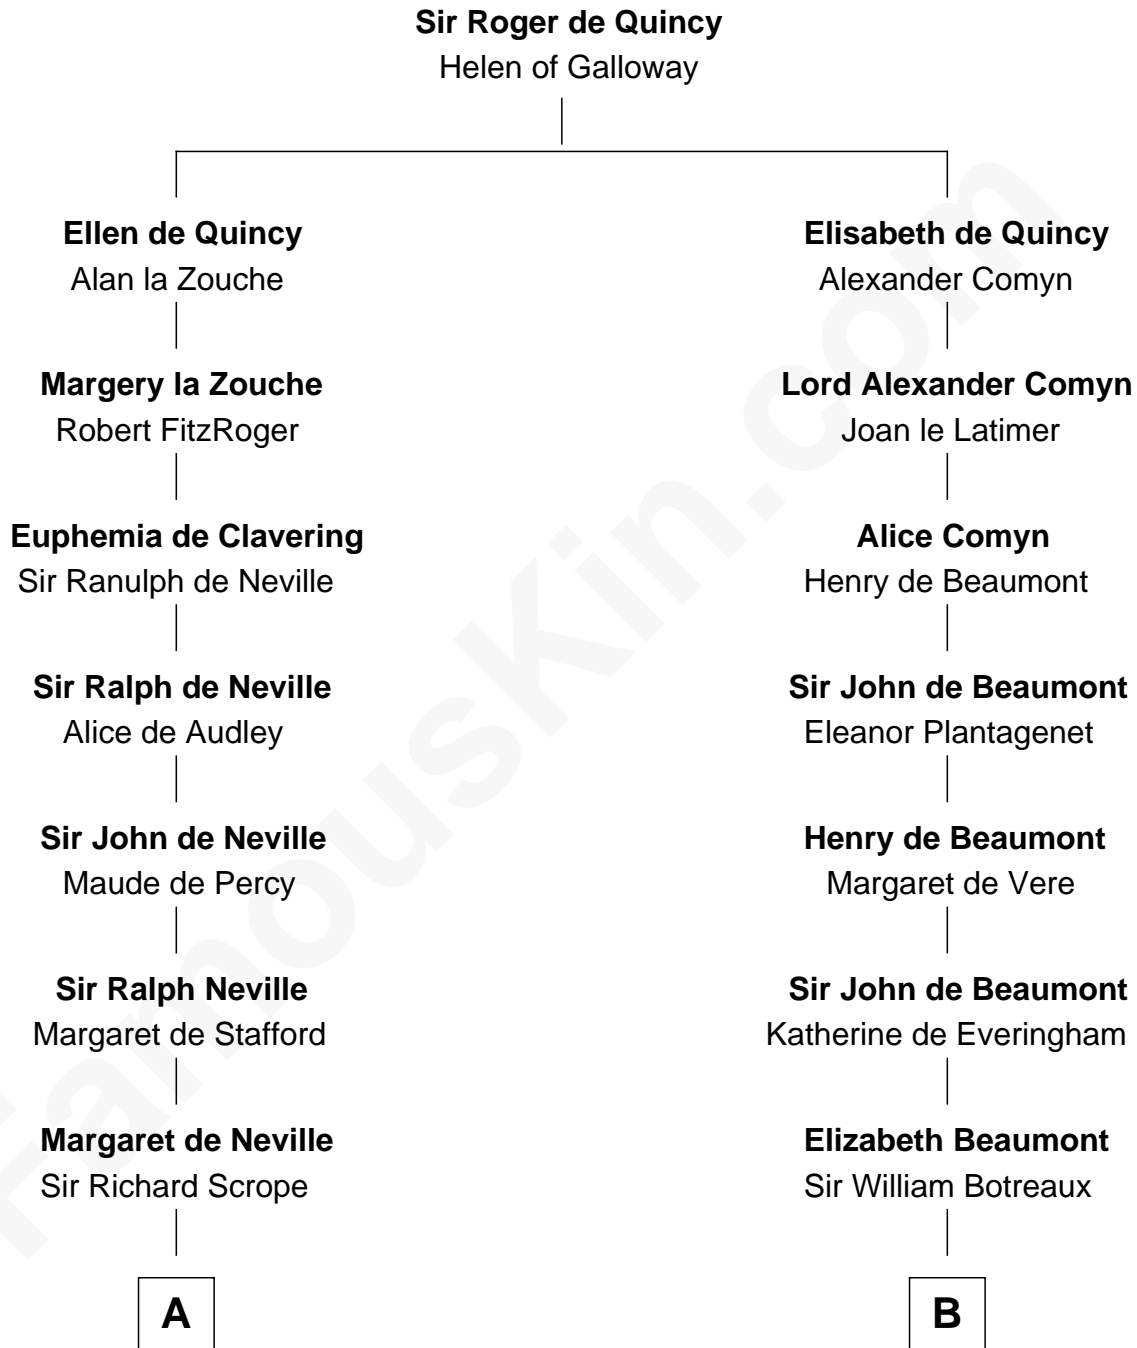 Sir Roger de Quincy
Helen of Galloway
Ellen de Quincy
Alan la Zouche
Elisabeth de Quincy
Alexander Comyn
Margery la Zouche
Robert FitzRoger
Lord Alexander Comyn
Joan le Latimer
Euphemia de Clavering
Sir Ranulph de Neville
Alice Comyn
Henry de Beaumont
Sir Ralph de Neville
Alice de Audley
Sir John de Beaumont
Eleanor Plantagenet
Sir John de Neville
Maude de Percy
Henry de Beaumont
Margaret de Vere
Sir Ralph Neville
Margaret de Stafford
Sir John de Beaumont
Katherine de Everingham
Margaret de Neville
Sir Richard Scrope
Elizabeth Beaumont
Sir William Botreaux
A
B
FamousKin.com